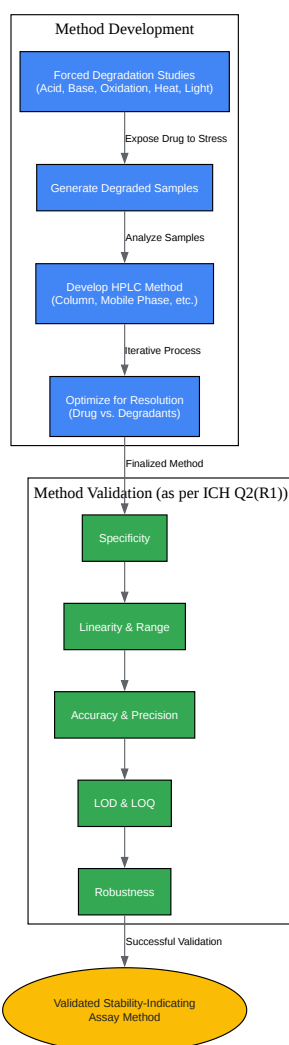 Method Development
Forced Degradation Studies
(Acid, Base, Oxidation, Heat, Light)
Expose Drug to Stress
Generate Degraded Samples
Analyze Samples
Develop HPLC Method
(Column, Mobile Phase, etc.)
Iterative Process
Optimize for Resolution
(Drug vs. Degradants)
Finalized Method
Method Validation (as per ICH Q2(R1))
Specificity
Linearity & Range
Accuracy & Precision
LOD & LOQ
Robustness
Successful Validation
Validated Stability-Indicating
Assay Method